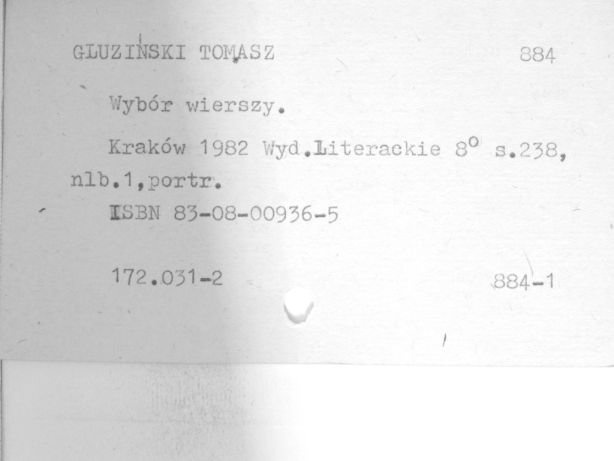 GLUZIŃSKI TOMASZ 884
Wybór wierszy.
Kraków 1982 Wyd.Literackie 8° s.238,
nlb.1,portr.
ISBN 83-08-00936-5
172.031-2 884-1